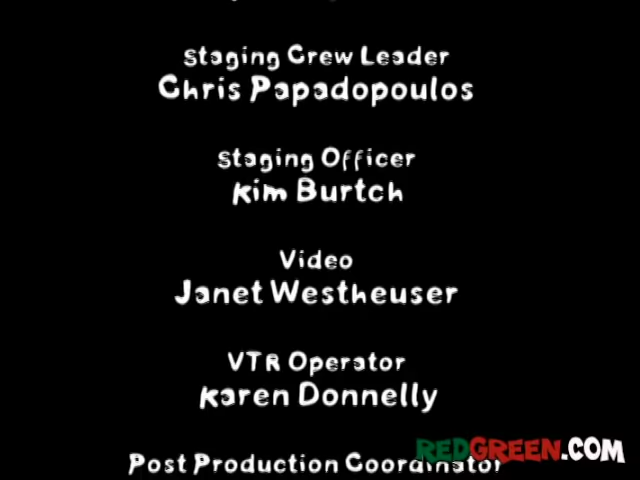 Staging Crew Leader
Chris Papadopoulos
Staging Officer
Kim Burtch
Video
Janet Westheuser
VTR Operator
Karen Donnelly
Post Production Coordinator
REDGREEN.COM